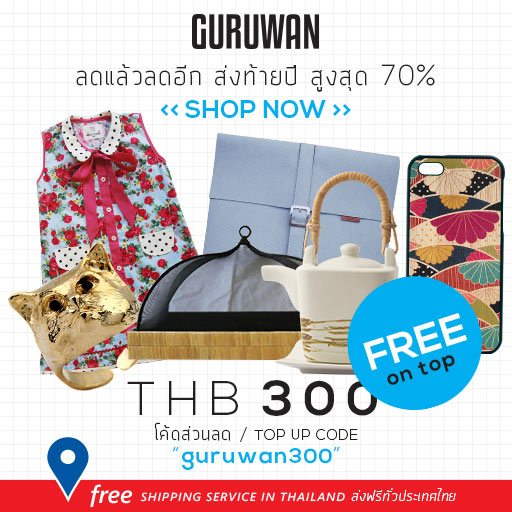 GURUWAN
ลดแล้วลดอีก ส่งท้ายปี สูงสุด 70%
<< SHOP NOW >>
FREE
on top
THB 300
โค้ดส่วนลด / TOP UP CODE
“guruwan300”
free SHIPPING SERVICE IN THAILAND ส่งฟรีทั่วประเทศไทย